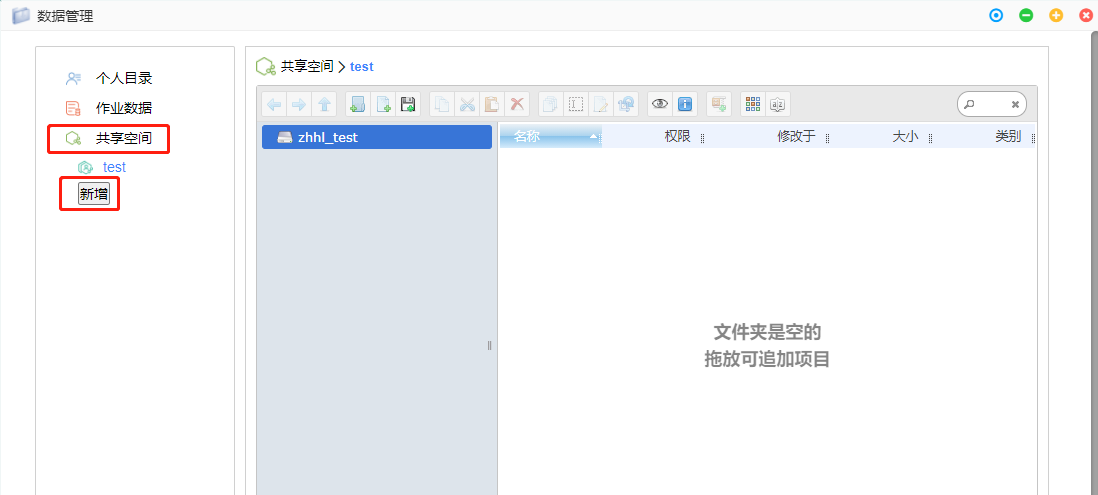 数据管理
个人目录
作业数据
共享空间
test
新增
共享空间 > test
zhhl_test
名称 权限 修改于 大小 类别
文件夹是空的
拖放可追加项目